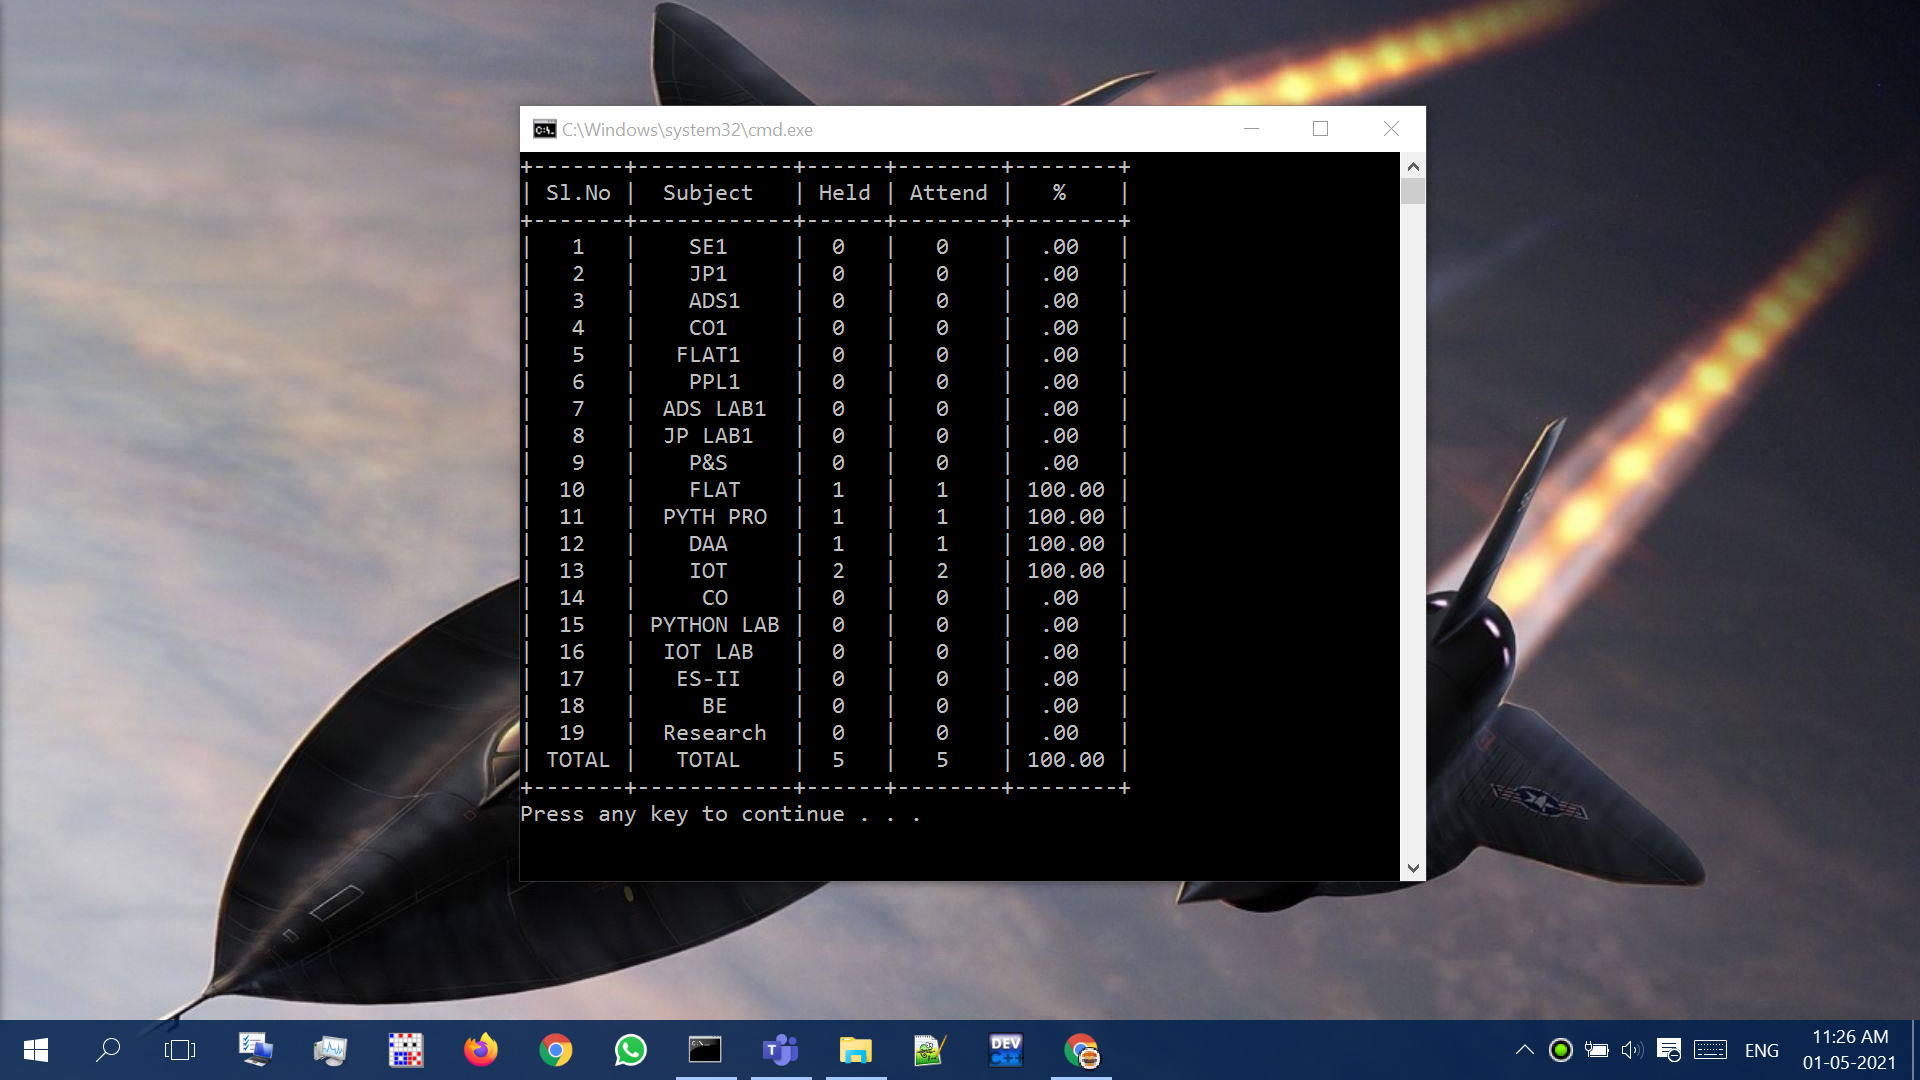 C:\Windows\system32\cmd.exe
+-------+------------+------+--------+--------+
| Sl.No |  Subject   | Held | Attend |   %    |
+-------+------------+------+--------+--------+
|   1   |    SE1     |  0   |   0    |  .00   |
|   2   |    JP1     |  0   |   0    |  .00   |
|   3   |    ADS1    |  0   |   0    |  .00   |
|   4   |    CO1     |  0   |   0    |  .00   |
|   5   |   FLAT1    |  0   |   0    |  .00   |
|   6   |    PPL1    |  0   |   0    |  .00   |
|   7   |  ADS LAB1  |  0   |   0    |  .00   |
|   8   |  JP LAB1   |  0   |   0    |  .00   |
|   9   |    P&S     |  0   |   0    |  .00   |
|  10   |    FLAT    |  1   |   1    | 100.00 |
|  11   |  PYTH PRO  |  1   |   1    | 100.00 |
|  12   |    DAA     |  1   |   1    | 100.00 |
|  13   |    IOT     |  2   |   2    | 100.00 |
|  14   |     CO     |  0   |   0    |  .00   |
|  15   | PYTHON LAB |  0   |   0    |  .00   |
|  16   |  IOT LAB   |  0   |   0    |  .00   |
|  17   |   ES-II    |  0   |   0    |  .00   |
|  18   |     BE     |  0   |   0    |  .00   |
|  19   |  Research  |  0   |   0    |  .00   |
| TOTAL |   TOTAL    |  5   |   5    | 100.00 |
+-------+------------+------+--------+--------+
Press any key to continue . . .
DEV
C++
ENG
11:26 AM
01-05-2021